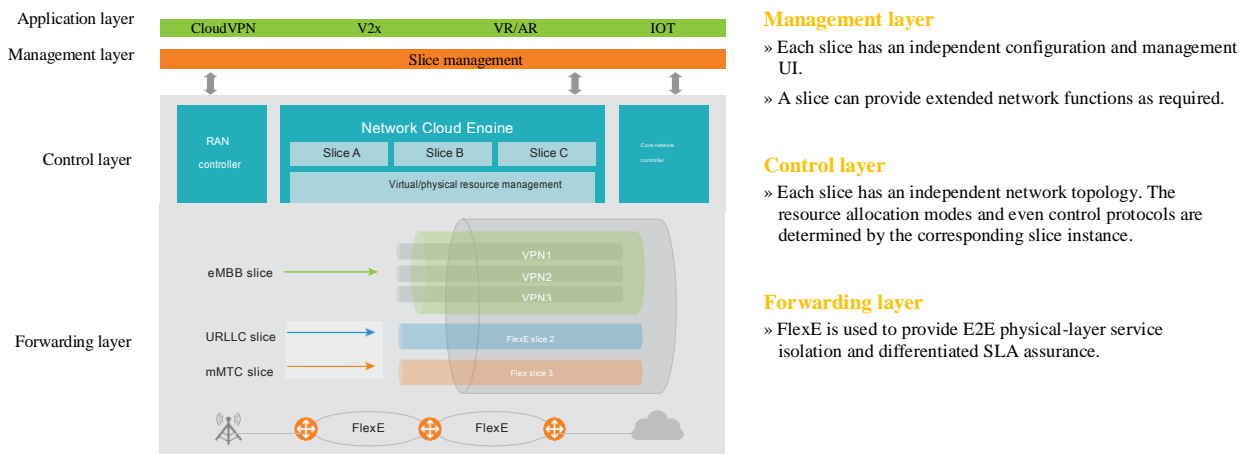 Application layer
CloudVPN V2x VR/AR IOT
Management layer
Slice management
Control layer
RAN
controller
Network Cloud Engine
Slice A Slice B Slice C
Virtual/physical resource management
Core network
controller
Forwarding layer
eMBB slice
VPN1
VPN2
VPN3
URLLC slice
FlexE slice 2
mMTC slice
Flex slice 3
FlexE FlexE
Management layer
» Each slice has an independent configuration and management
UI.
» A slice can provide extended network functions as required.
Control layer
» Each slice has an independent network topology. The
resource allocation modes and even control protocols are
determined by the corresponding slice instance.
Forwarding layer
» FlexE is used to provide E2E physical-layer service
isolation and differentiated SLA assurance.